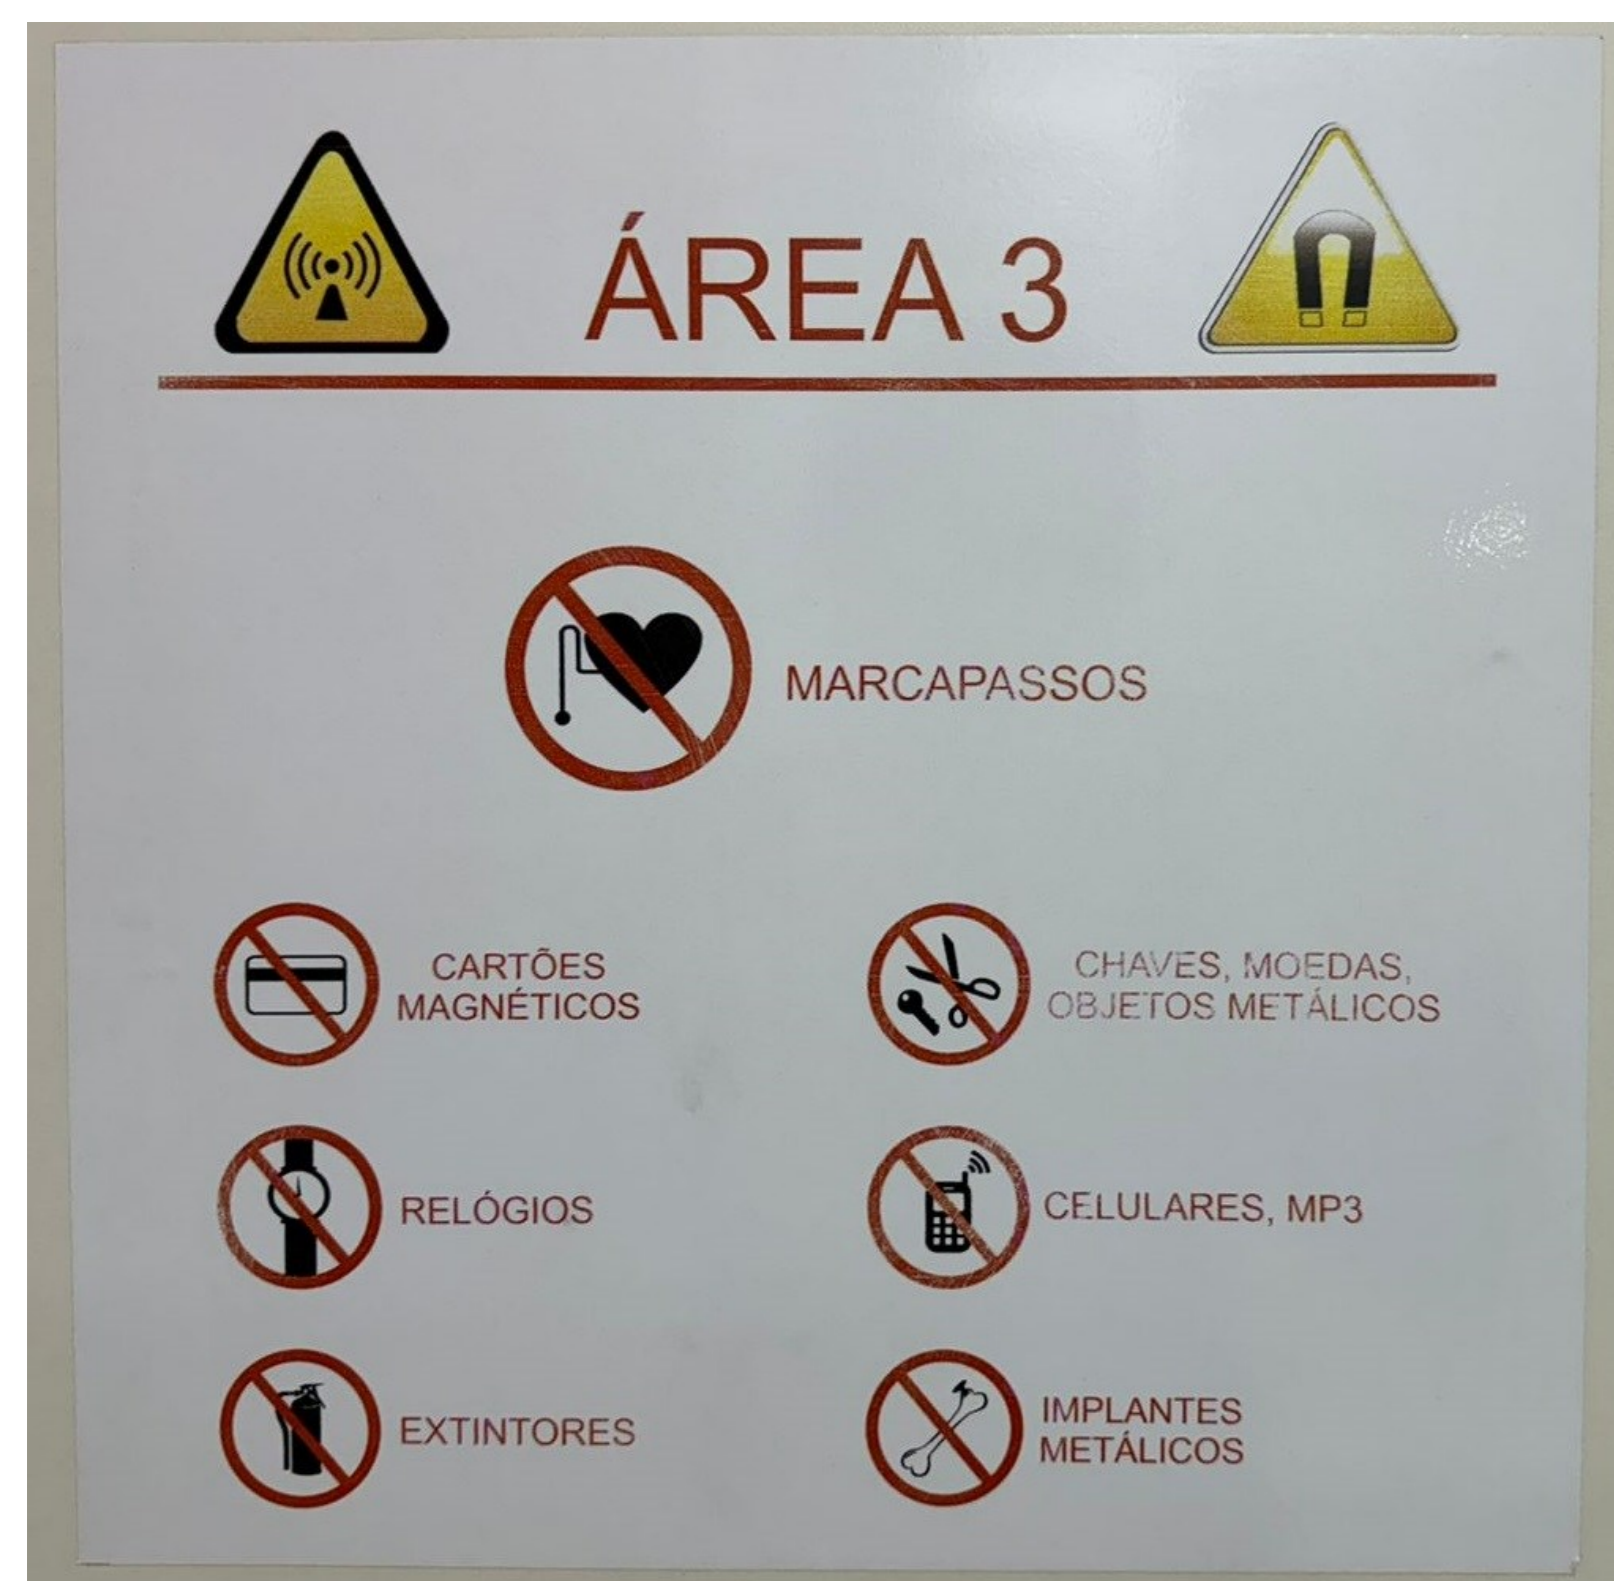 ÁREA 3
MARCAPASSOS
CARTÕES
MAGNÉTICOS
CHAVES, MOEDAS,
OBJETOS METÁLICOS
RELÓGIOS
CELULARES, MP3
EXTINTORES
IMPLANTES
METÁLICOS